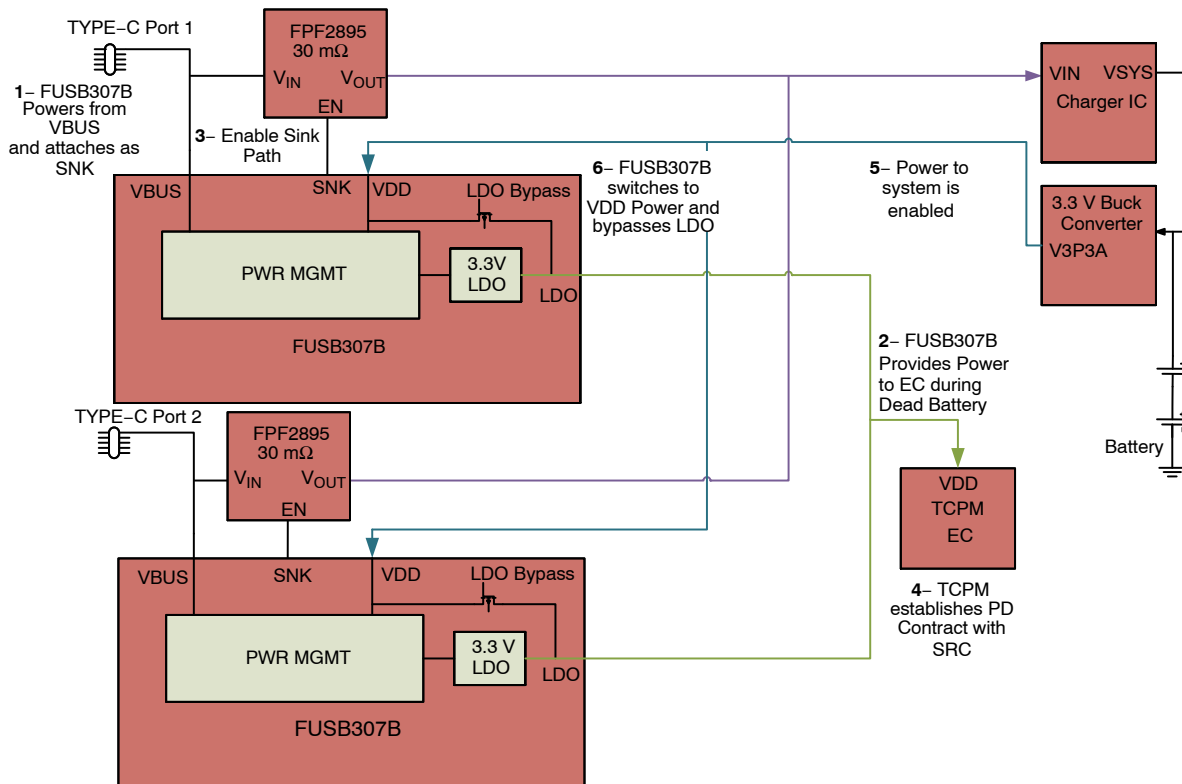 TYPE–C Port 1
1– FUSB307B
Powers from
VBUS
and attaches as
SNK
FPF2895
30 mΩ
VIN
VOUT
EN
3– Enable Sink
Path
VBUS
SNK
VDD
LDO Bypass
PWR MGMT
3.3V
LDO
LDO
FUSB307B
6– FUSB307B
switches to
VDD Power and
bypasses LDO
5– Power to
system is
enabled
VIN
VSYS
Charger IC
3.3 V Buck
Converter
V3P3A
2– FUSB307B
Provides Power
to EC during
Dead Battery
Battery
TYPE–C Port 2
FPF2895
30 mΩ
VIN
VOUT
EN
VBUS
SNK
VDD
LDO Bypass
PWR MGMT
3.3 V
LDO
LDO
FUSB307B
VDD
TCPM
EC
4– TCPM
establishes PD
Contract with
SRC